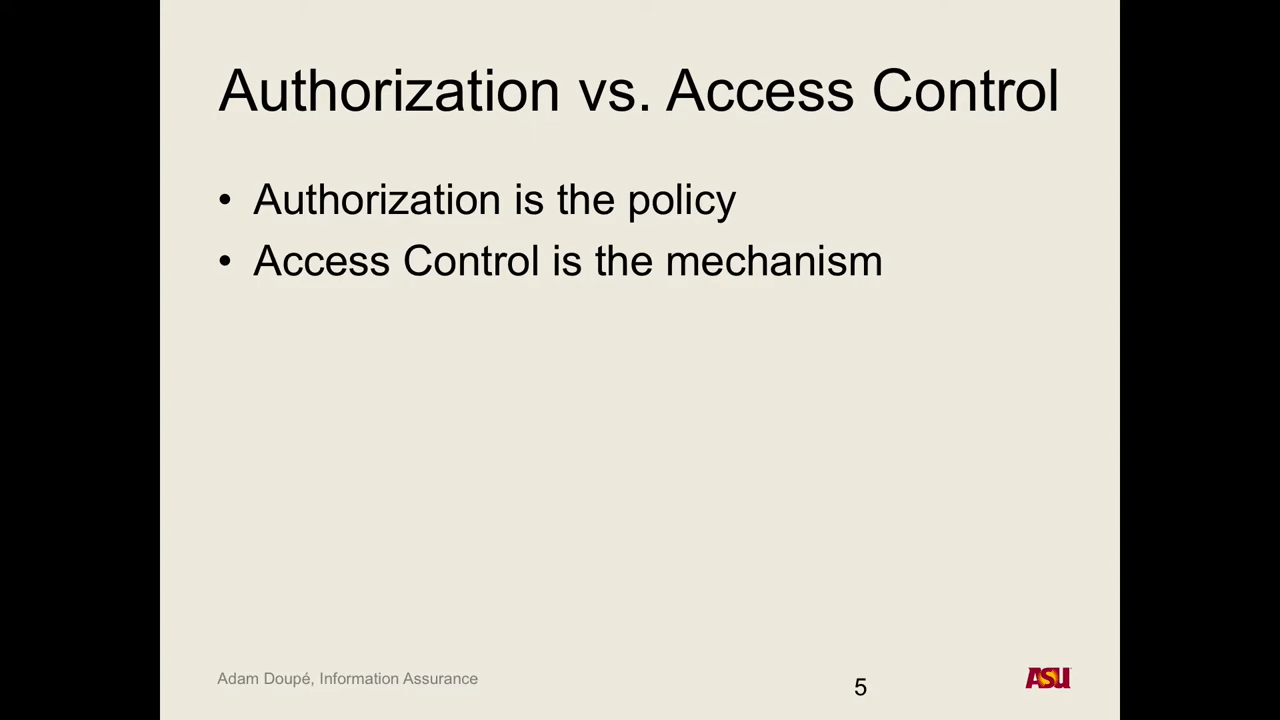 Authorization vs. Access Control
• Authorization is the policy
• Access Control is the mechanism
Adam Doupé, Information Assurance
5
ASU